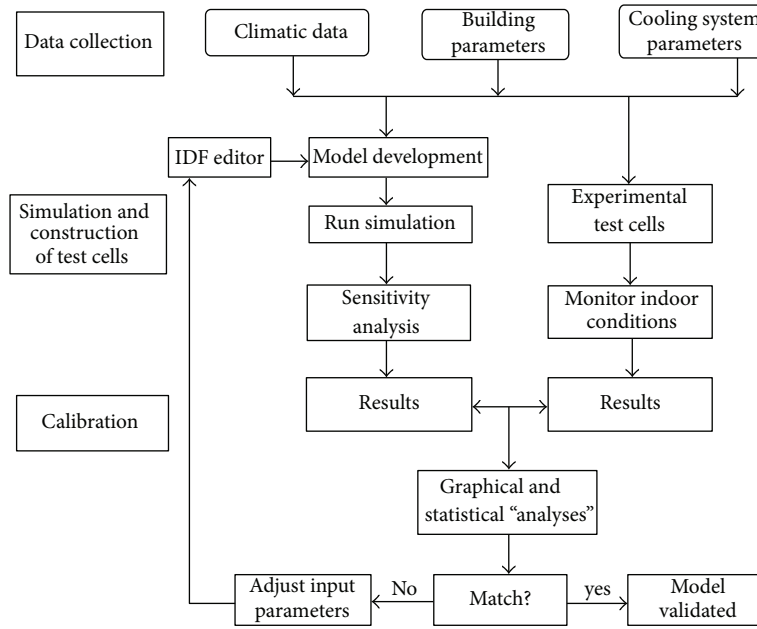 Data collection
Climatic data
Building
parameters
Cooling system
parameters
IDF editor
Model development
Simulation and
construction
of test cells
Run simulation
Experimental
test cells
Sensitivity
analysis
Monitor indoor
conditions
Calibration
Results
Results
Graphical and
statistical “analyses”
Adjust input
parameters
No
Match?
yes
Model
validated